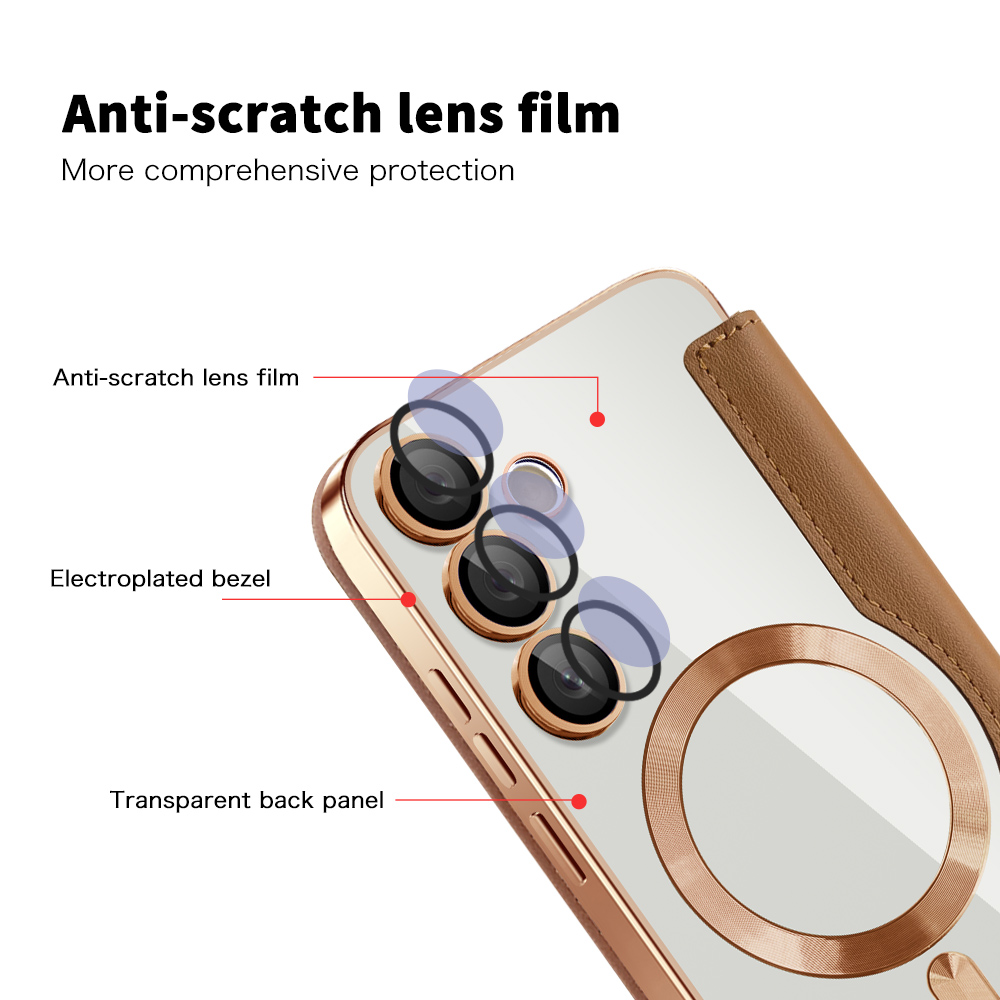 Anti-scratch lens film
More comprehensive protection
Anti-scratch lens film
Electroplated bezel
Transparent back panel